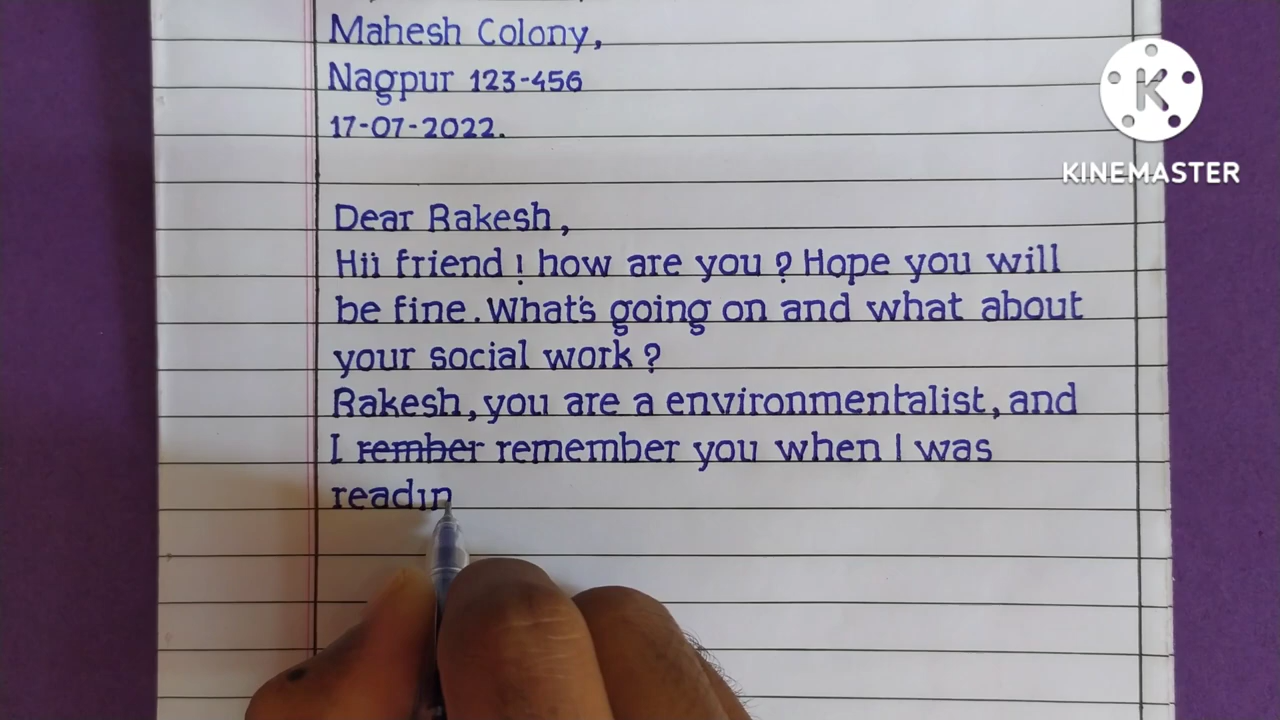 Mahesh Colony,
Nagpur 123-456
17-07-2022.
Dear Rakesh,
Hii friend! how are you? Hope you will
be fine. What's going on and what about
your social work?
Rakesh, you are a environmentalist, and
I rember remember you when I was
readin
K
KINEMASTER